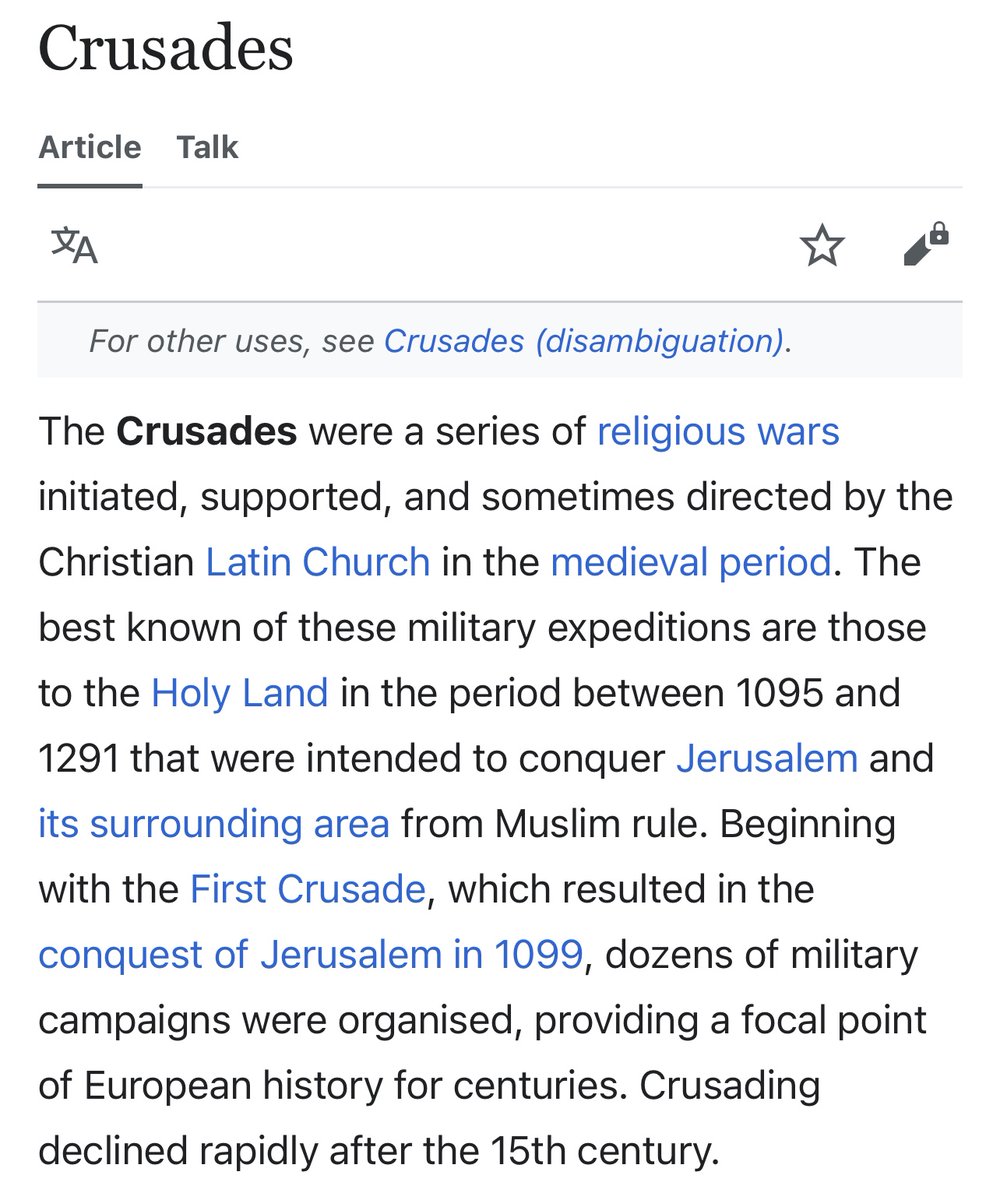 Crusades
Article Talk
文A
For other uses, see Crusades (disambiguation).
The Crusades were a series of religious wars
initiated, supported, and sometimes directed by the
Christian Latin Church in the medieval period. The
best known of these military expeditions are those
to the Holy Land in the period between 1095 and
1291 that were intended to conquer Jerusalem and
its surrounding area from Muslim rule. Beginning
with the First Crusade, which resulted in the
conquest of Jerusalem in 1099, dozens of military
campaigns were organised, providing a focal point
of European history for centuries. Crusading
declined rapidly after the 15th century.